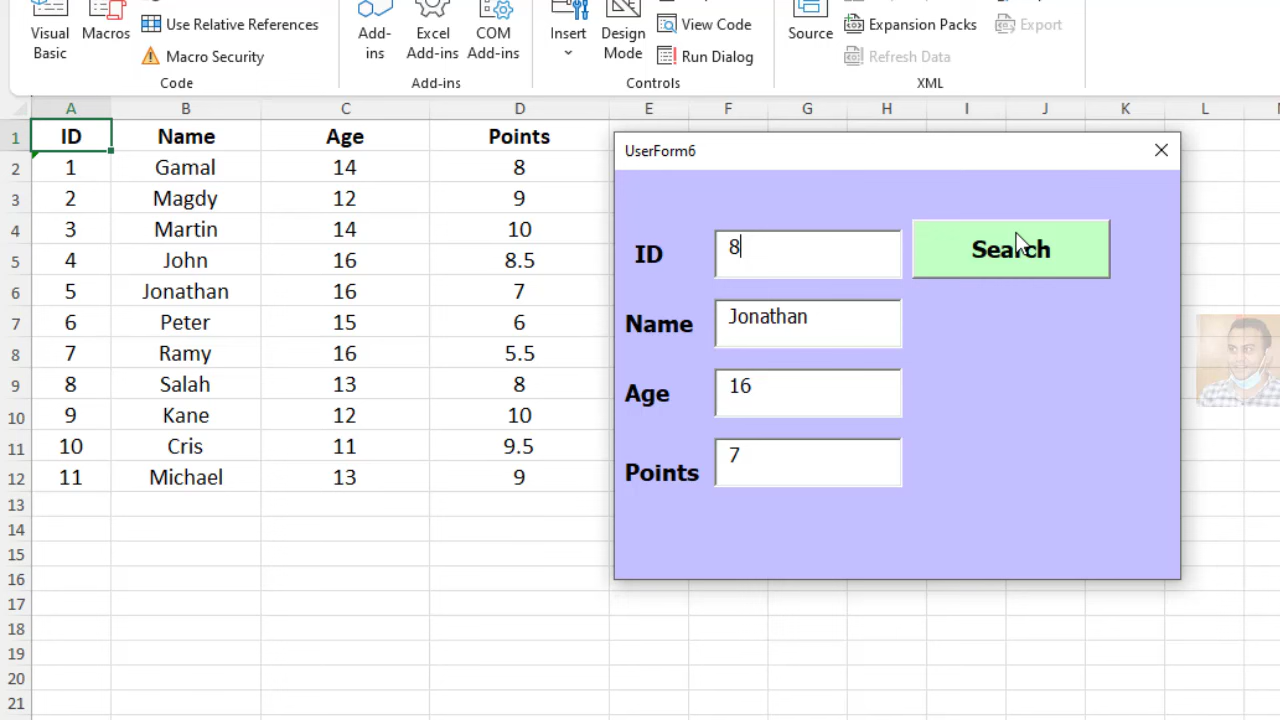 Visual Basic
Macros
Use Relative References
Macro Security
Code
Add-ins
Excel Add-ins
COM Add-ins
Add-ins
Insert
Design Mode
View Code
Run Dialog
Controls
Source
Expansion Packs
Refresh Data
Export
XML
A B C D E F G H I J K L
1 ID Name Age Points
2 1 Gamal 14 8
3 2 Magdy 12 9
4 3 Martin 14 10
5 4 John 16 8.5
6 5 Jonathan 16 7
7 6 Peter 15 6
8 7 Ramy 16 5.5
9 8 Salah 13 8
10 9 Kane 12 10
11 10 Cris 11 9.5
12 11 Michael 13 9
13
14
15
16
17
18
19
20
21
UserForm6
ID 8 Search
Name Jonathan
Age 16
Points 7